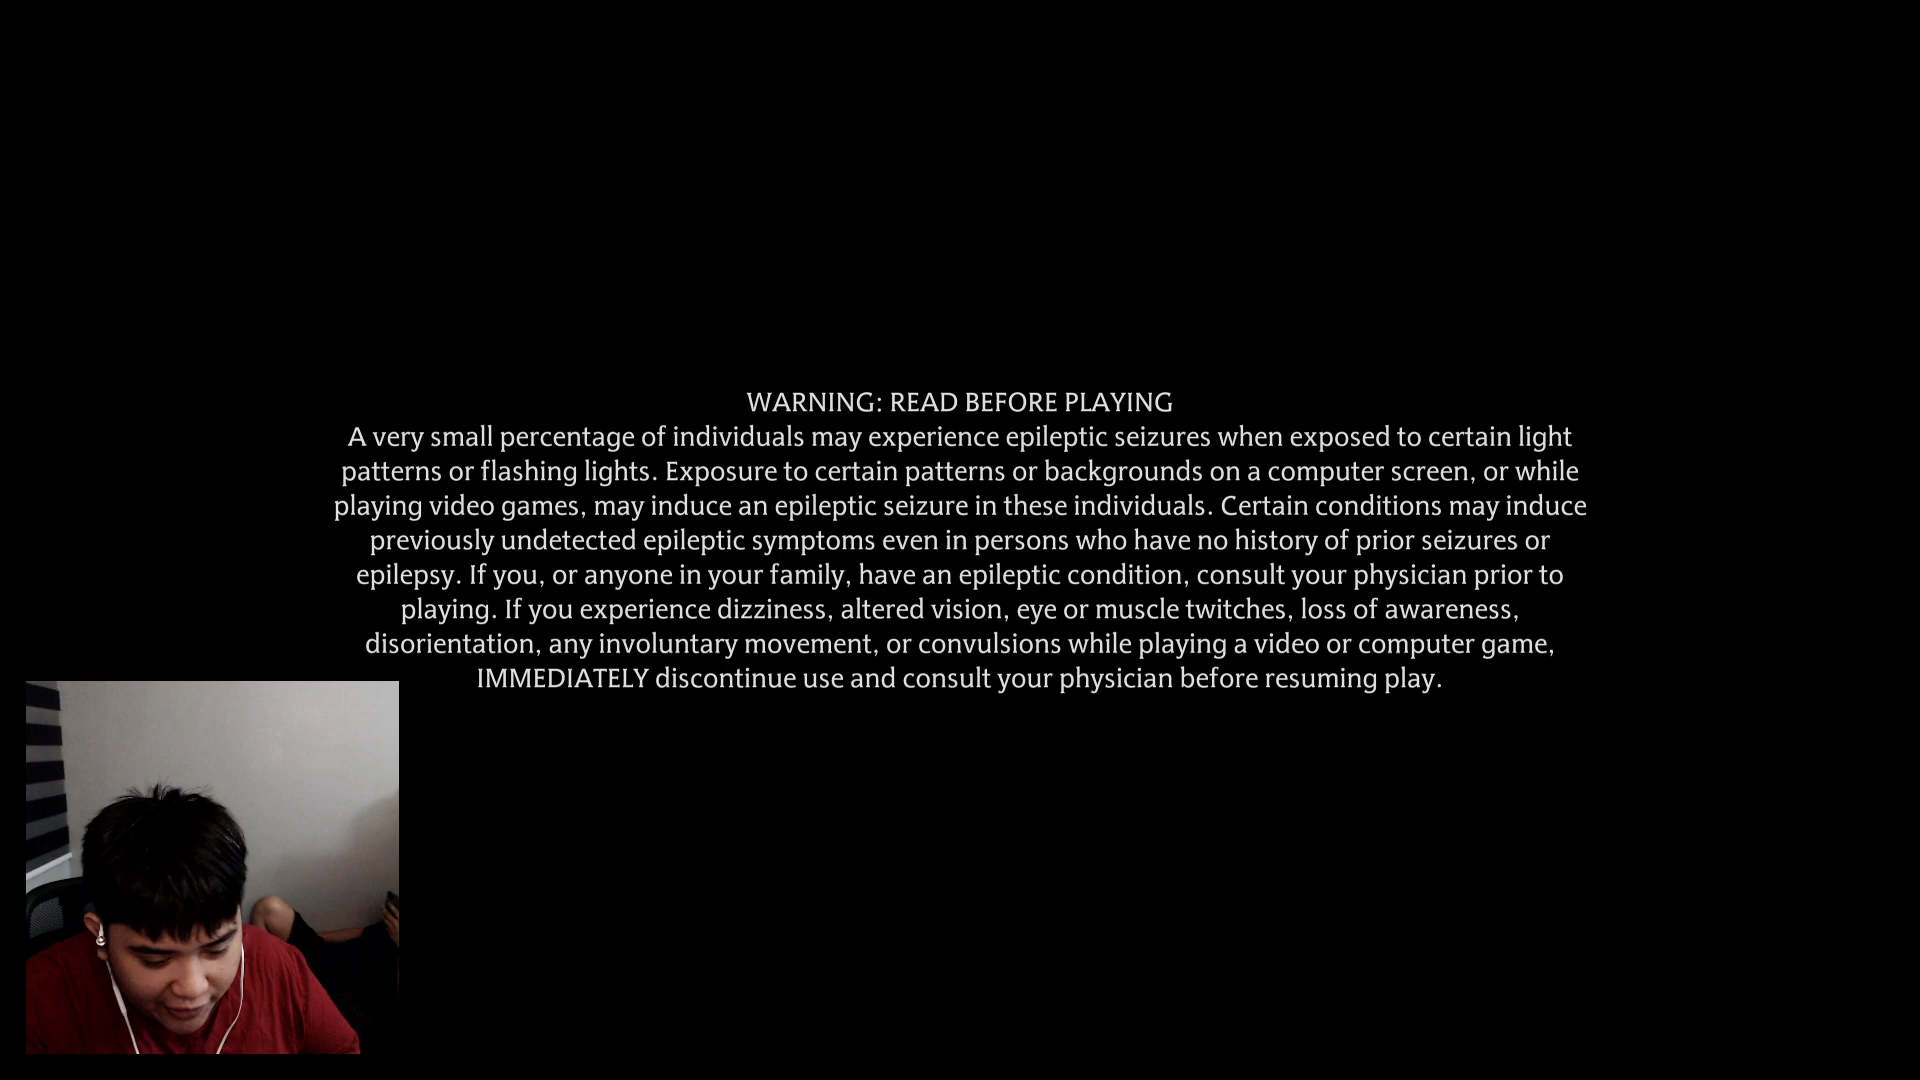 WARNING: READ BEFORE PLAYING
A very small percentage of individuals may experience epileptic seizures when exposed to certain light
patterns or flashing lights. Exposure to certain patterns or backgrounds on a computer screen, or while
playing video games, may induce an epileptic seizure in these individuals. Certain conditions may induce
previously undetected epileptic symptoms even in persons who have no history of prior seizures or
epilepsy. If you, or anyone in your family, have an epileptic condition, consult your physician prior to
playing. If you experience dizziness, altered vision, eye or muscle twitches, loss of awareness,
disorientation, any involuntary movement, or convulsions while playing a video or computer game,
IMMEDIATELY discontinue use and consult your physician before resuming play.